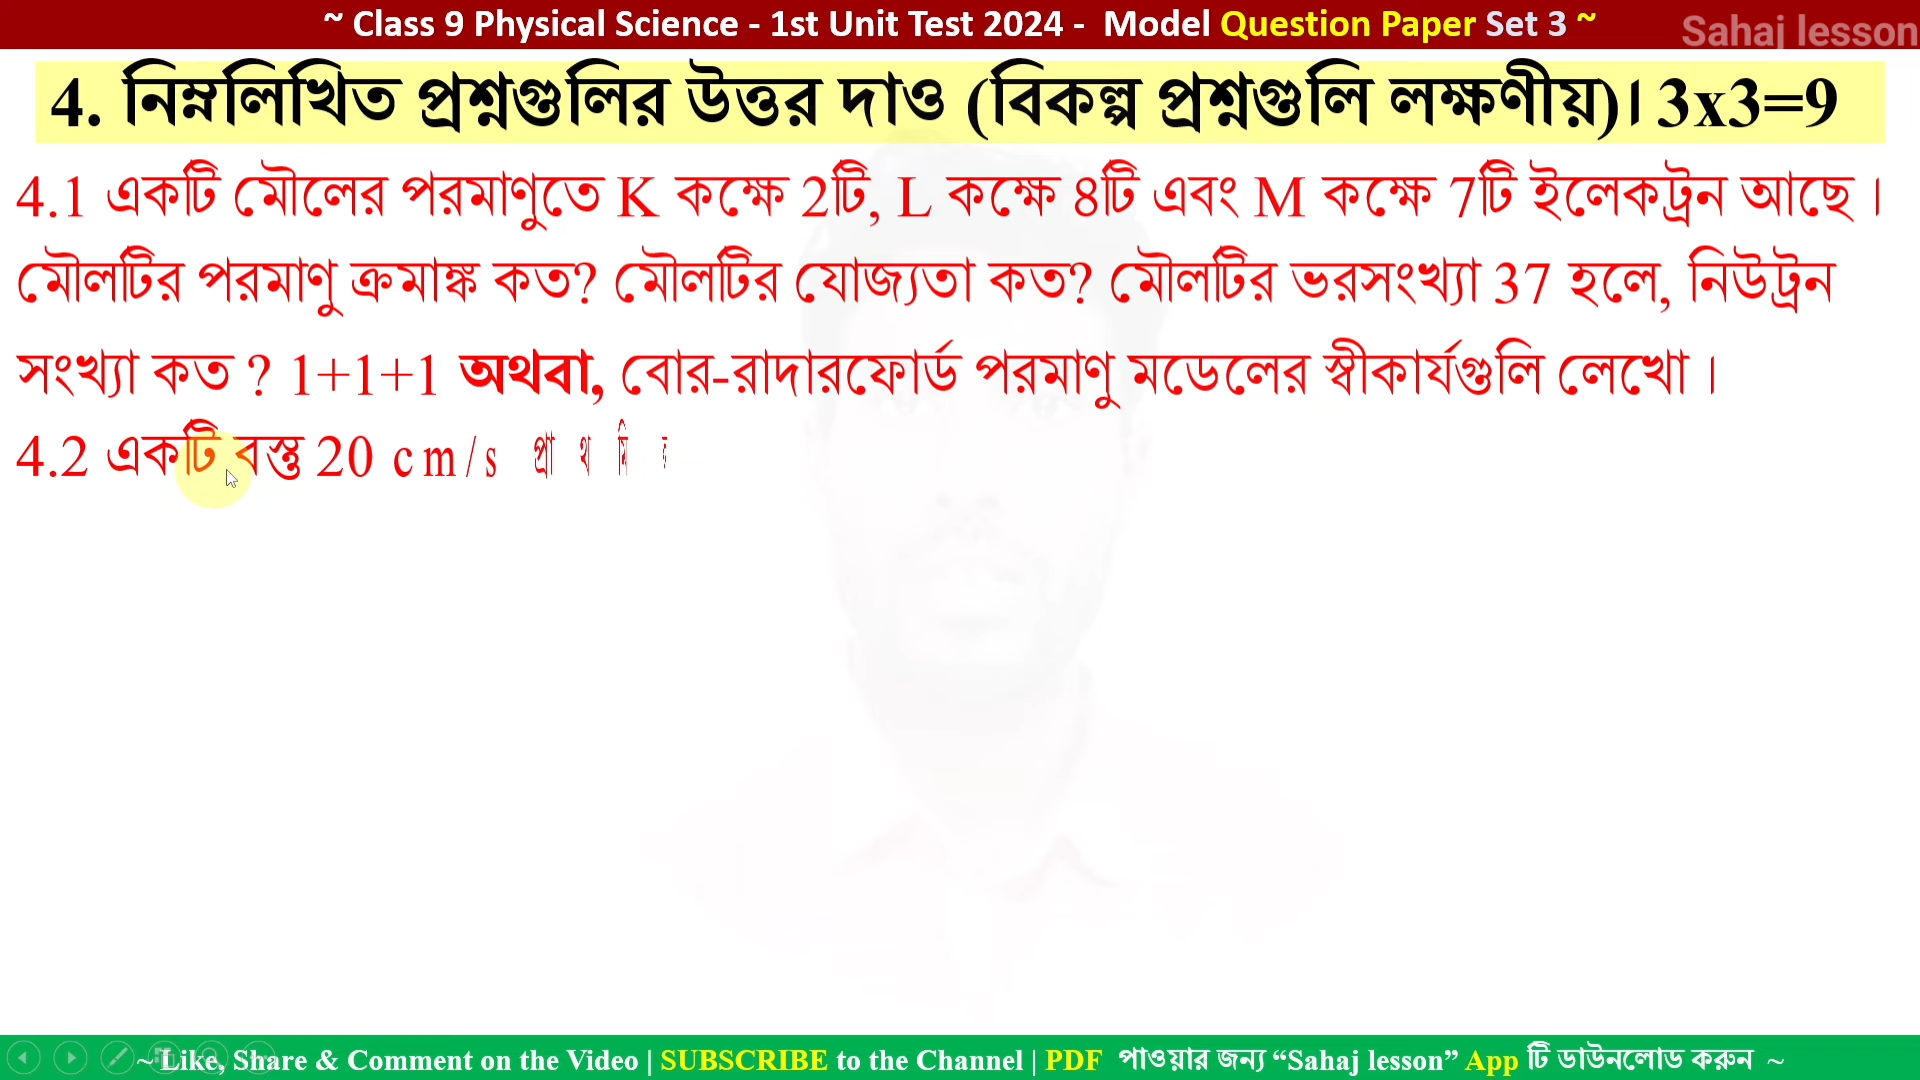 ~ Class 9 Physical Science - 1st Unit Test 2024 - Model Question Paper Set 3 ~
Sahaj lesson
4. নিম্নলিখিত প্রশ্নগুলির উত্তর দাও (বিকল্প প্রশ্নগুলি লক্ষণীয়)। 3x3=9
4.1 একটি মৌলের পরমাণুতে K কক্ষে 2টি, L কক্ষে 8টি এবং M কক্ষে 7টি ইলেকট্রন আছে।
মৌলটির পরমাণু ক্রমাঙ্ক কত? মৌলটির যোজ্যতা কত? মৌলটির ভরসংখ্যা 37 হলে, নিউট্রন
সংখ্যা কত ? 1+1+1 অথবা, বোর-রাদারফোর্ড পরমাণু মডেলের স্বীকার্যগুলি লেখো।
4.2 একটি বস্তু 20 cm/s
~ Like, Share & Comment on the Video | SUBSCRIBE to the Channel | PDF পাওয়ার জন্য “Sahaj lesson” App টি ডাউনলোড করুন ~